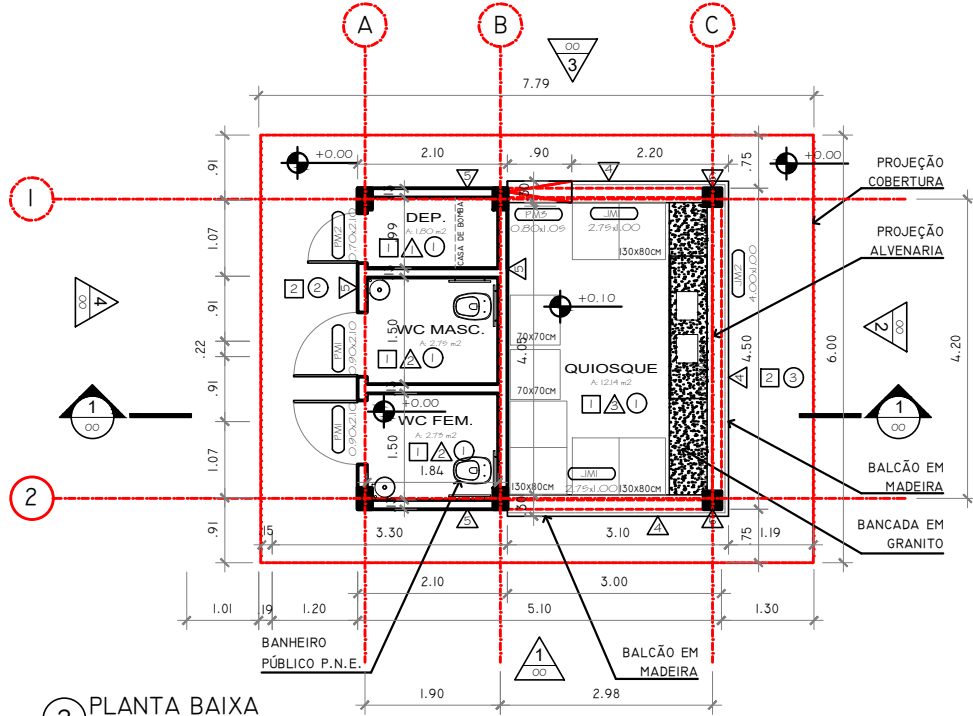 A
B
C
00
3
7.79
.91
+0.00
2.10
.90
2.20
.75
+0.00
PROJEÇÃO
COBERTURA
1
5
4
DEP.
A: 1.80 m2
CASA DE BOMBA
PM3
0.80x1.05
JM1
2.75x1.00
130x80CM
PROJEÇÃO
ALVENARIA
1.07
PM2
0.70x2.10
.99
1
1
1
5
JM2
4.00x1.00
2
2
5
+0.10
4
00
.91
WC MASC.
A: 2.75 m2
1.50
1
2
1
PM1
0.90x2.10
70x70CM
4.05
QUIOSQUE
A: 12.14 m2
1
3
1
4.50
6.00
4.20
2
00
.22
70x70CM
4
2
3
.91
1
00
+0.00
WC FEM.
A: 2.75 m2
1.50
1
2
1
1.84
PM1
0.90x2.10
1
00
1.07
JM1
2.75x1.00
130x80CM
130x80CM
BALCÃO EM
MADEIRA
2
5
4
.50
.91
.15
3.30
3.10
.75
1.19
BANCADA EM
GRANITO
2.10
3.00
1.01
.19
1.20
5.10
1.30
BANHEIRO
PÚBLICO P.N.E.
1
00
BALCÃO EM
MADEIRA
1.90
2.98
PLANTA BAIXA